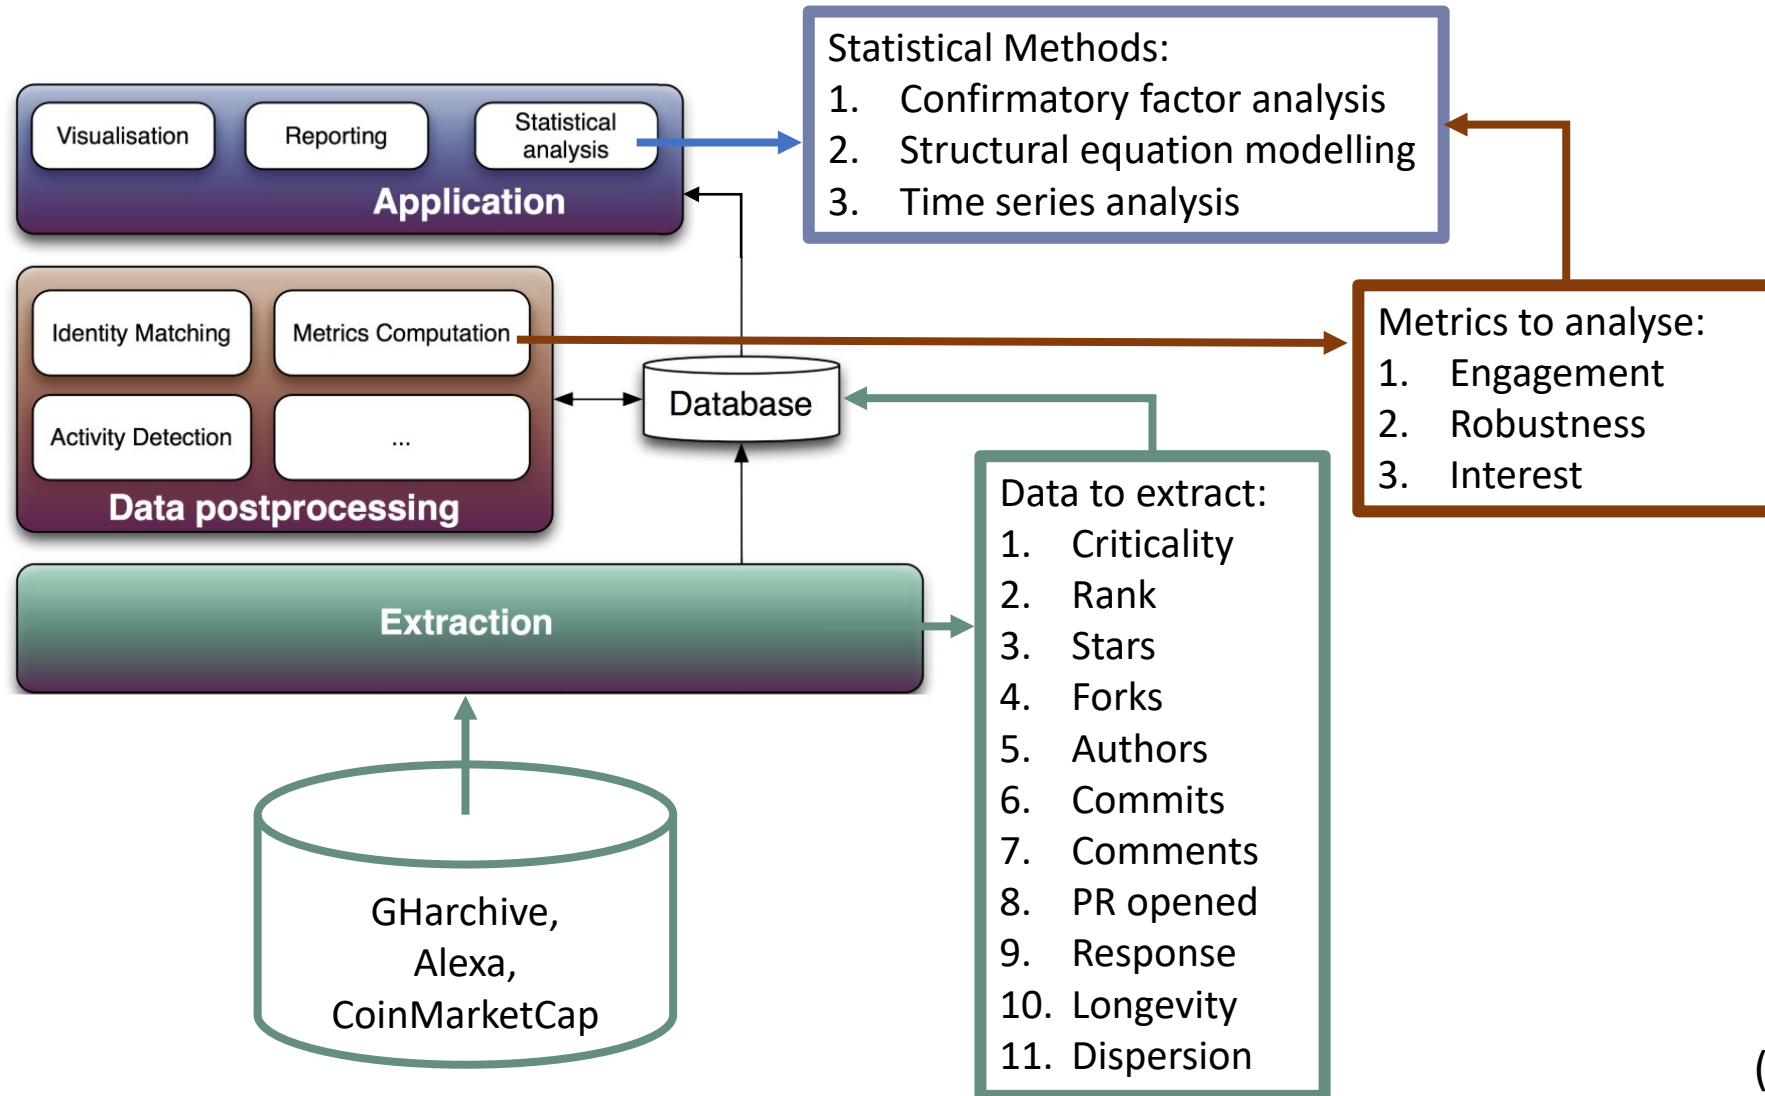 Statistical Methods:
1. Confirmatory factor analysis
2. Structural equation modelling
3. Time series analysis
Visualisation
Reporting
Statistical
analysis
Application
Identity Matching
Metrics Computation
Activity Detection
...
Data postprocessing
Database
Metrics to analyse:
1. Engagement
2. Robustness
3. Interest
Extraction
Data to extract:
1. Criticality
2. Rank
3. Stars
4. Forks
5. Authors
6. Commits
7. Comments
8. PR opened
9. Response
10. Longevity
11. Dispersion
GHarchive,
Alexa,
CoinMarketCap
(